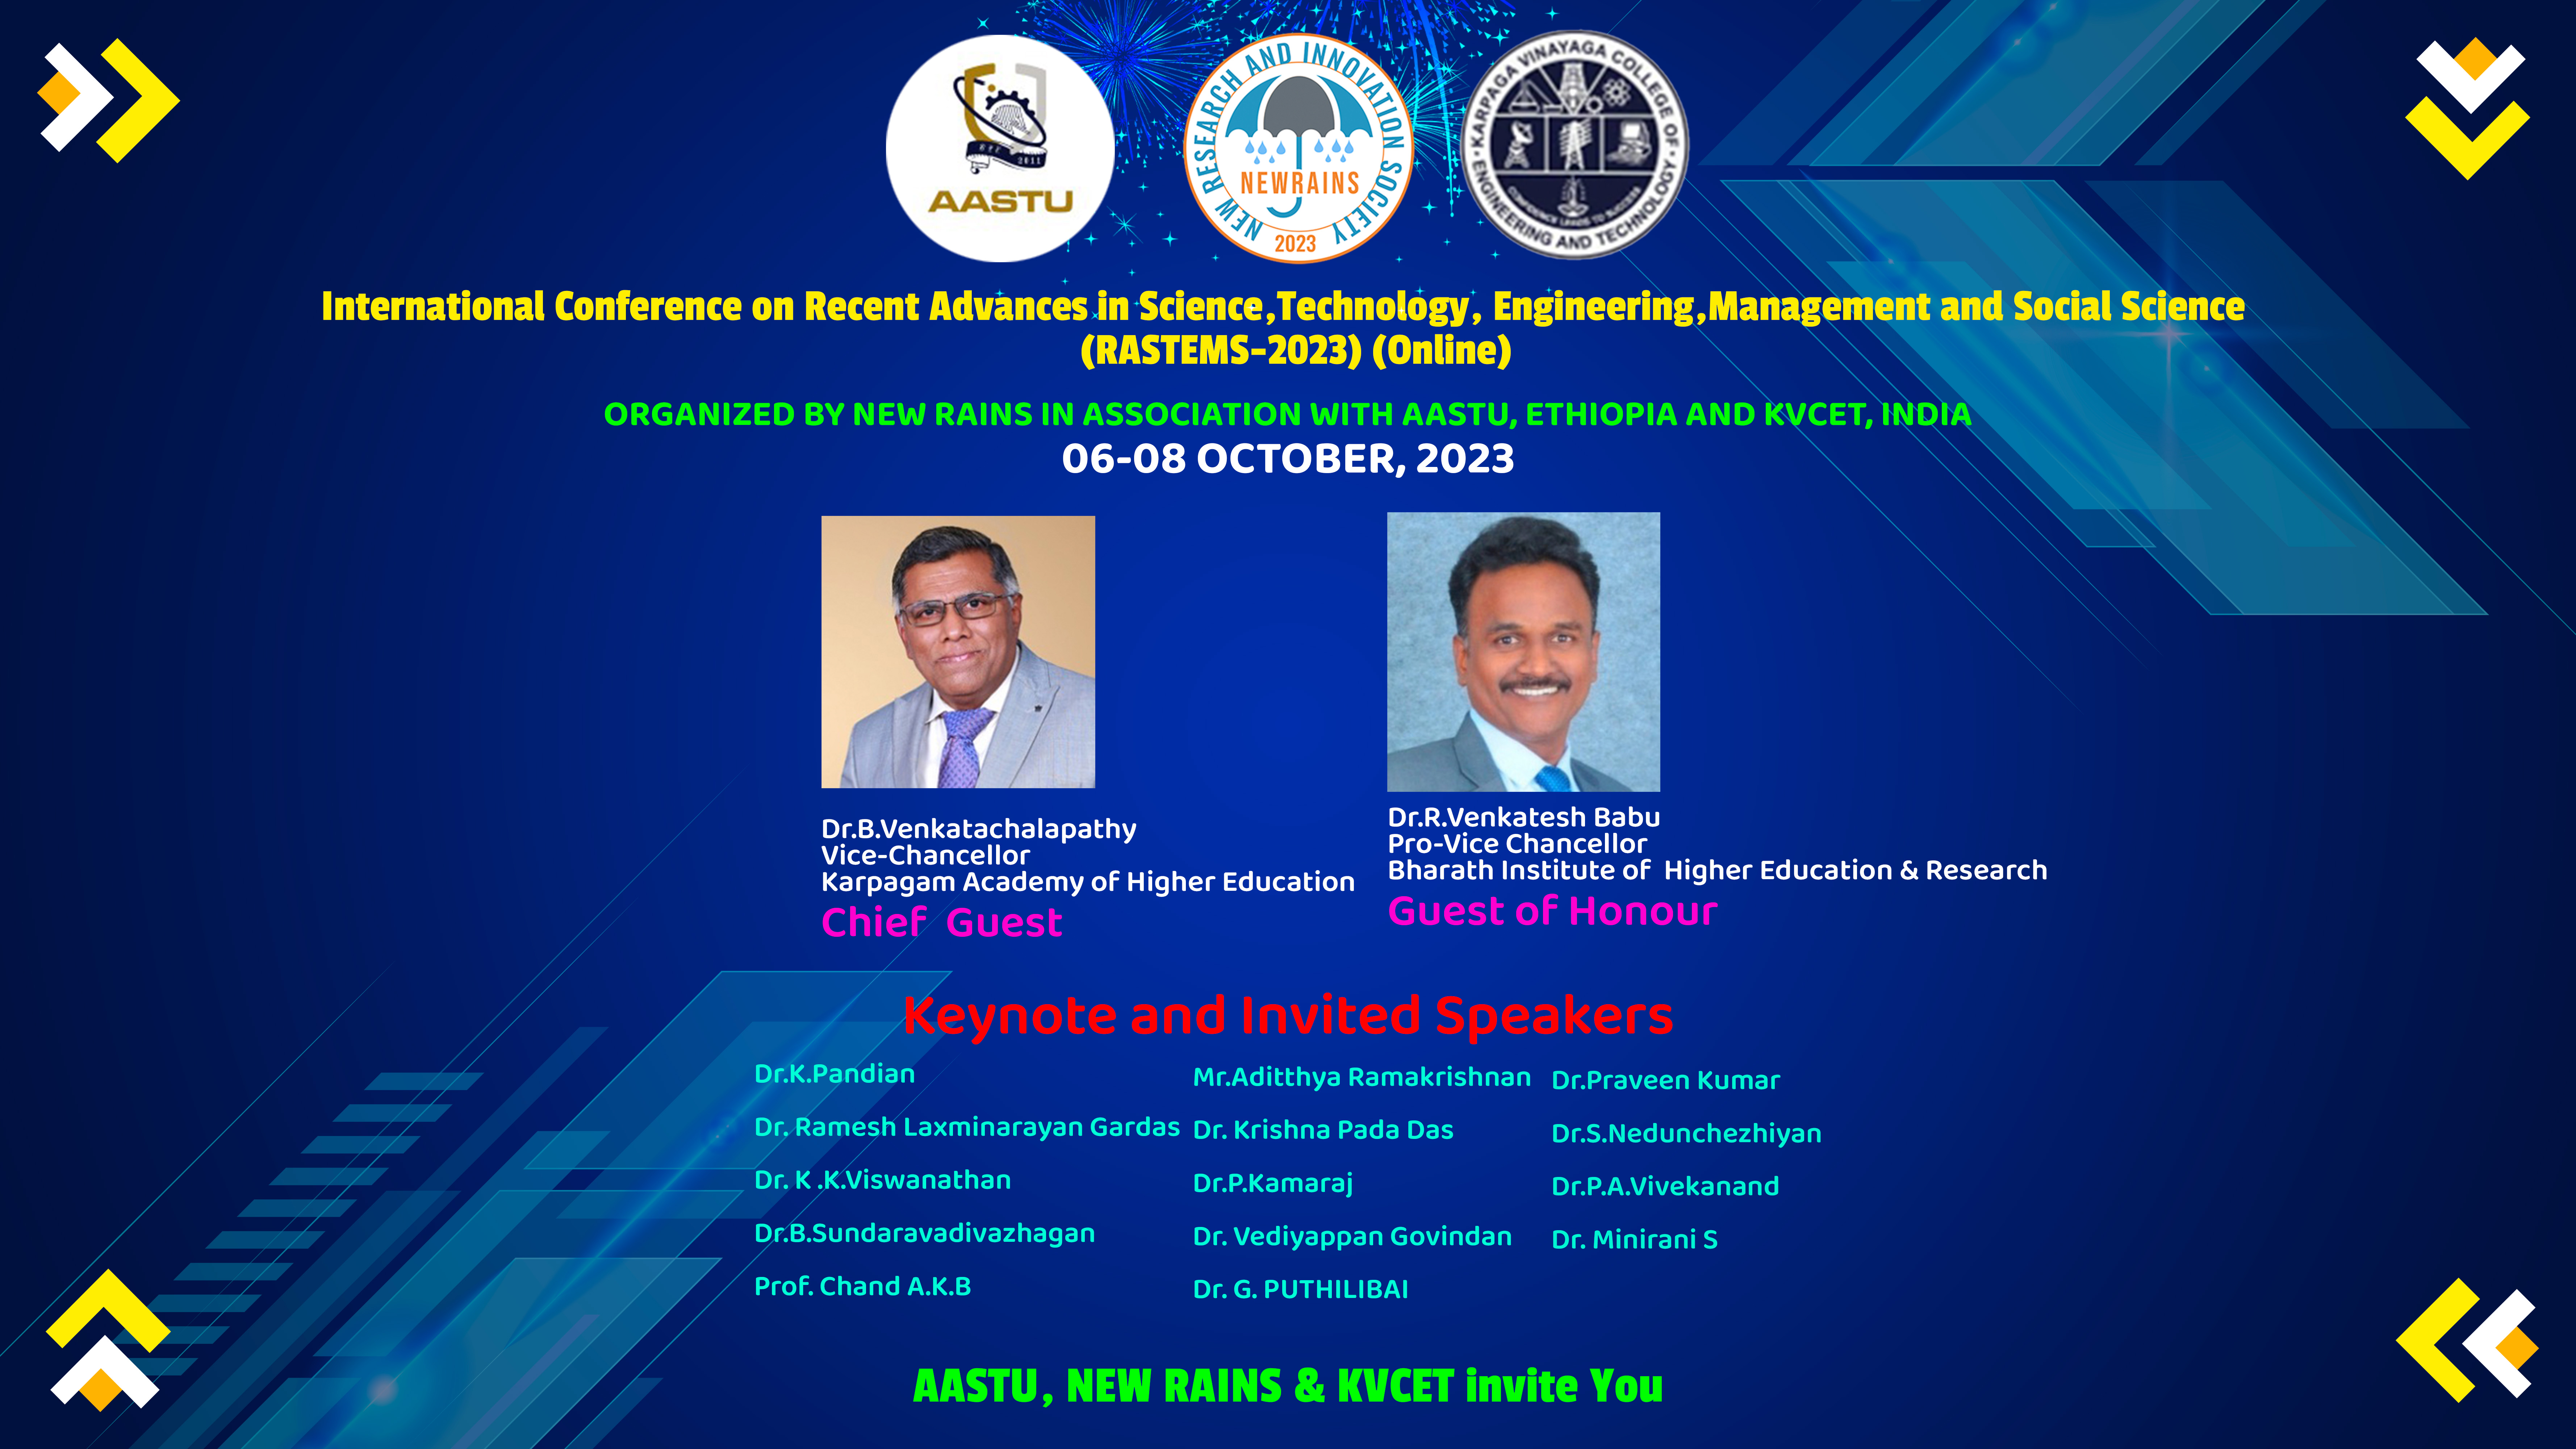 AASTU
NEW RESEARCH AND INNOVATION SOCIETY
NEWRAINS
2023
KARPAGA VINAYAGA COLLEGE OF
ENGINEERING AND TECHNOLOGY
CONFIDENCE LEADS TO SUCCESS
International Conference on Recent Advances in Science,Technology, Engineering,Management and Social Science
(RASTEMS-2023) (Online)
ORGANIZED BY NEW RAINS IN ASSOCIATION WITH AASTU, ETHIOPIA AND KVCET, INDIA
06-08 OCTOBER, 2023
Dr.B.Venkatachalapathy
Vice-Chancellor
Karpagam Academy of Higher Education
Chief Guest
Dr.R.Venkatesh Babu
Pro-Vice Chancellor
Bharath Institute of Higher Education & Research
Guest of Honour
Keynote and Invited Speakers
Dr.K.Pandian
Dr. Ramesh Laxminarayan Gardas
Dr. K .K.Viswanathan
Dr.B.Sundaravadivazhagan
Prof. Chand A.K.B
Mr.Aditthya Ramakrishnan
Dr. Krishna Pada Das
Dr.P.Kamaraj
Dr. Vediyappan Govindan
Dr. G. PUTHILIBAI
Dr.Praveen Kumar
Dr.S.Nedunchezhiyan
Dr.P.A.Vivekanand
Dr. Minirani S
AASTU, NEW RAINS & KVCET invite You